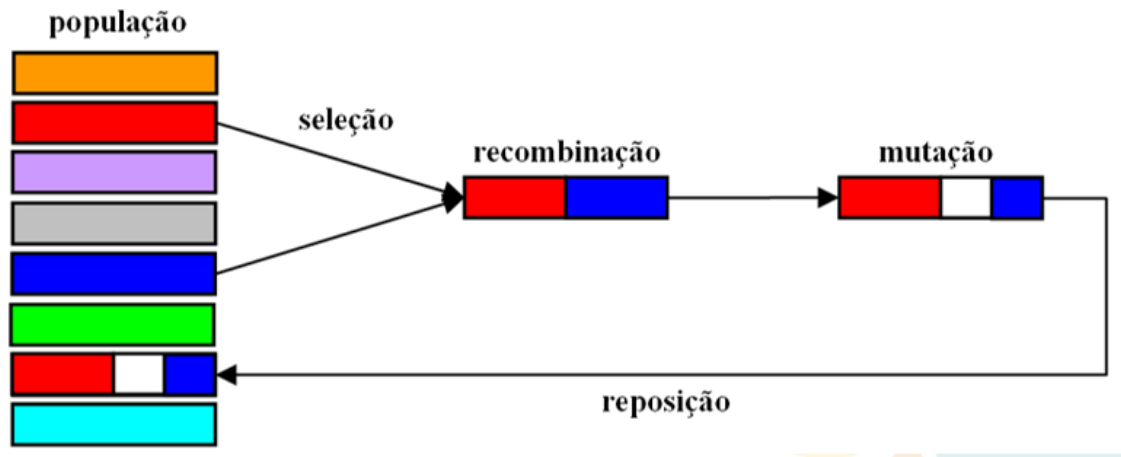 população
seleção
recombinação
mutação
reposição